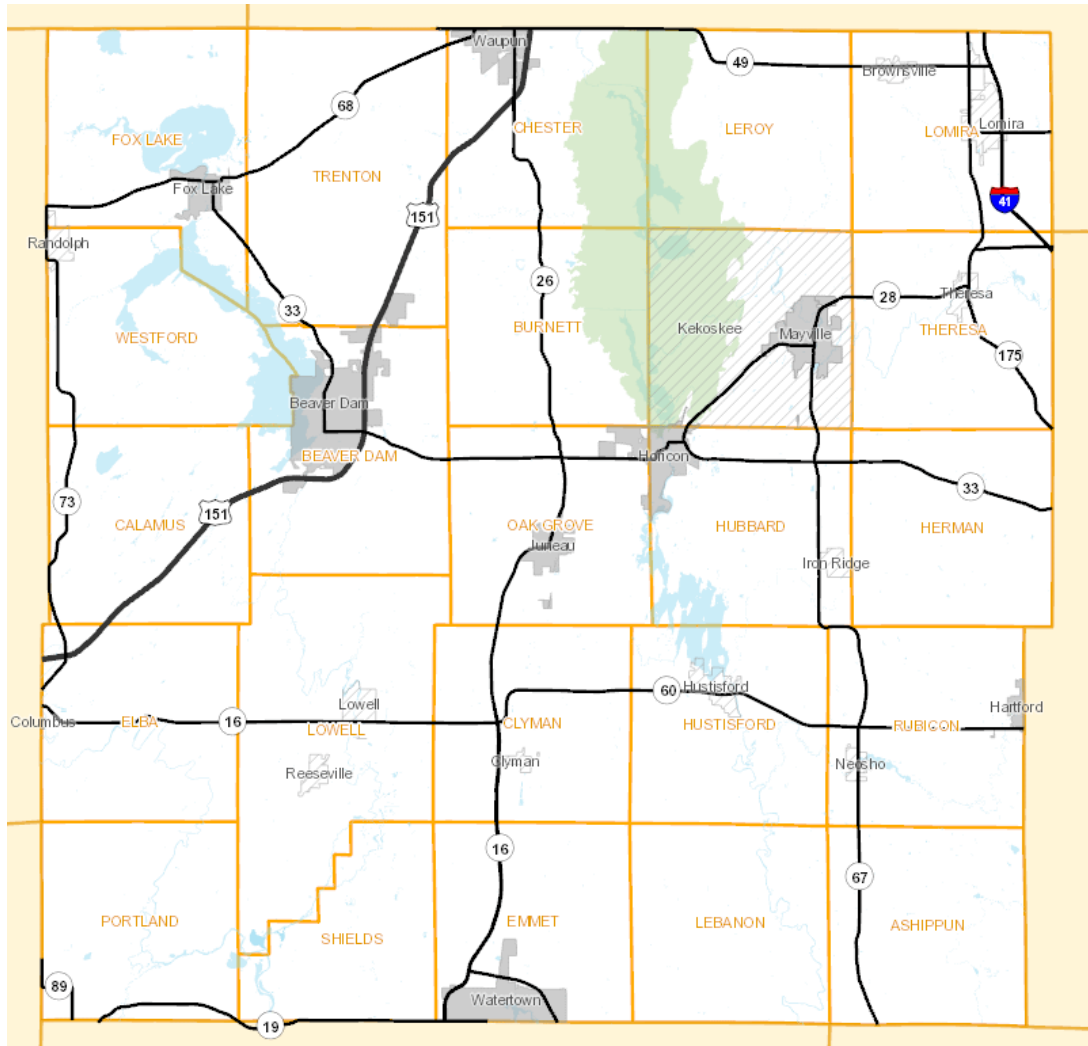 Waupun
49
Brownsville
68
CHESTER
LEROY
LOMIRA
Lomira
FOX LAKE
TRENTON
Fox Lake
41
151
Randolph
26
28
Theresa
33
BURNETT
Kekoskee
Mayville
THERESA
WESTFORD
175
Beaver Dam
BEAVER DAM
Horicon
33
73
151
CALAMUS
OAK GROVE
HUBBARD
HERMAN
Juneau
Iron Ridge
Hustisford
60
Lowell
Hartford
Columbus
ELBA
16
LOWELL
CLYMAN
HUSTISFORD
RUBICON
Clyman
Neosho
Reeseville
16
67
PORTLAND
SHIELDS
EMMET
LEBANON
ASHIPPUN
89
Watertown
19